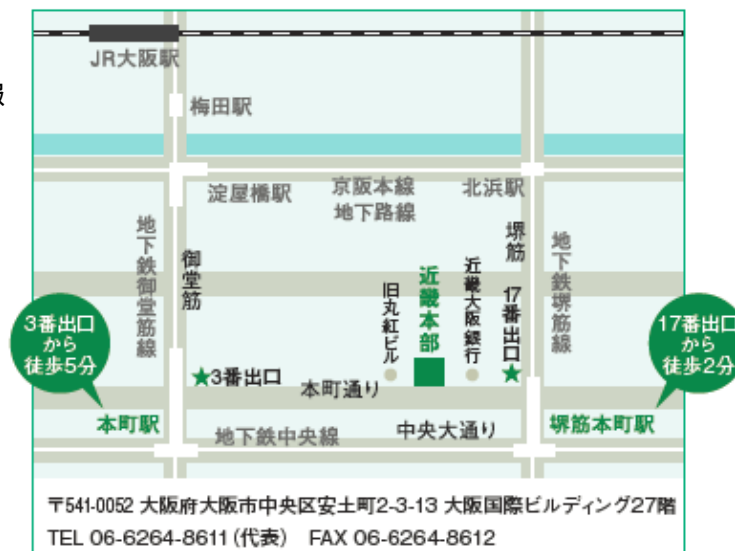 報
JR大阪駅
梅田駅
淀屋橋駅
京阪本線
地下路線
北浜駅
地下鉄御堂筋線
御堂筋
旧丸紅ビル
近畿本部
近畿大阪銀行
堺筋
17番出口
地下鉄堺筋線
3番出口
から
徒歩5分
17番出口
から
徒歩2分
★3番出口
★
本町通り
本町駅
地下鉄中央線
中央大通り
堺筋本町駅
〒541-0052 大阪府大阪市中央区安土町2-3-13 大阪国際ビルディング27階
TEL 06-6264-8611 (代表) FAX 06-6264-8612